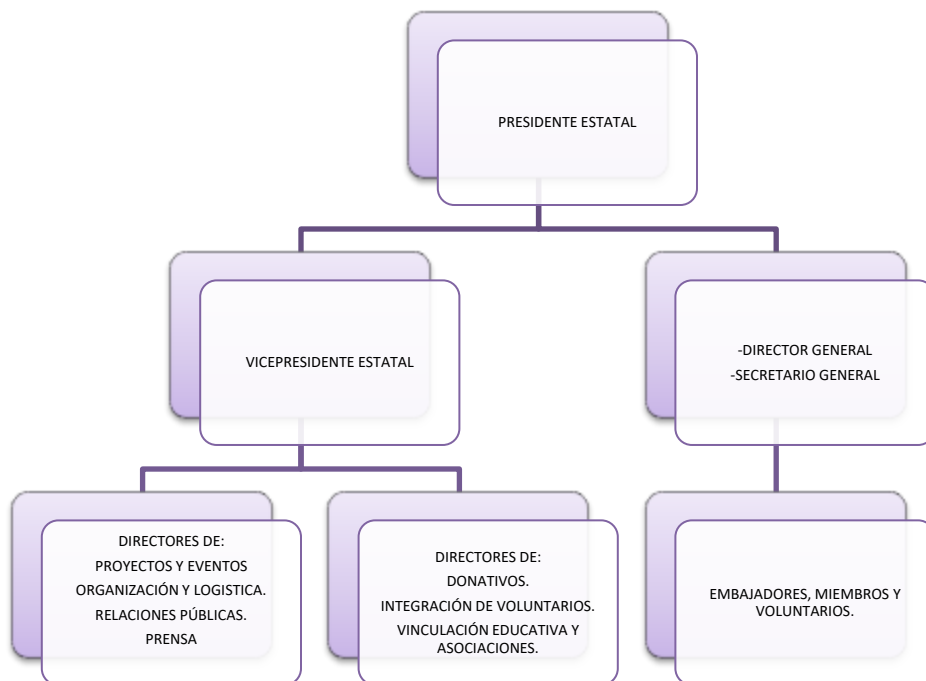 PRESIDENTE ESTATAL
VICEPRESIDENTE ESTATAL
-DIRECTOR GENERAL
-SECRETARIO GENERAL
DIRECTORES DE:
PROYECTOS Y EVENTOS
ORGANIZACIÓN Y LOGISTICA.
RELACIONES PÚBLICAS.
PRENSA
DIRECTORES DE:
DONATIVOS.
INTEGRACIÓN DE VOLUNTARIOS.
VINCULACIÓN EDUCATIVA Y
ASOCIACIONES.
EMBAJADORES, MIEMBROS Y
VOLUNTARIOS.